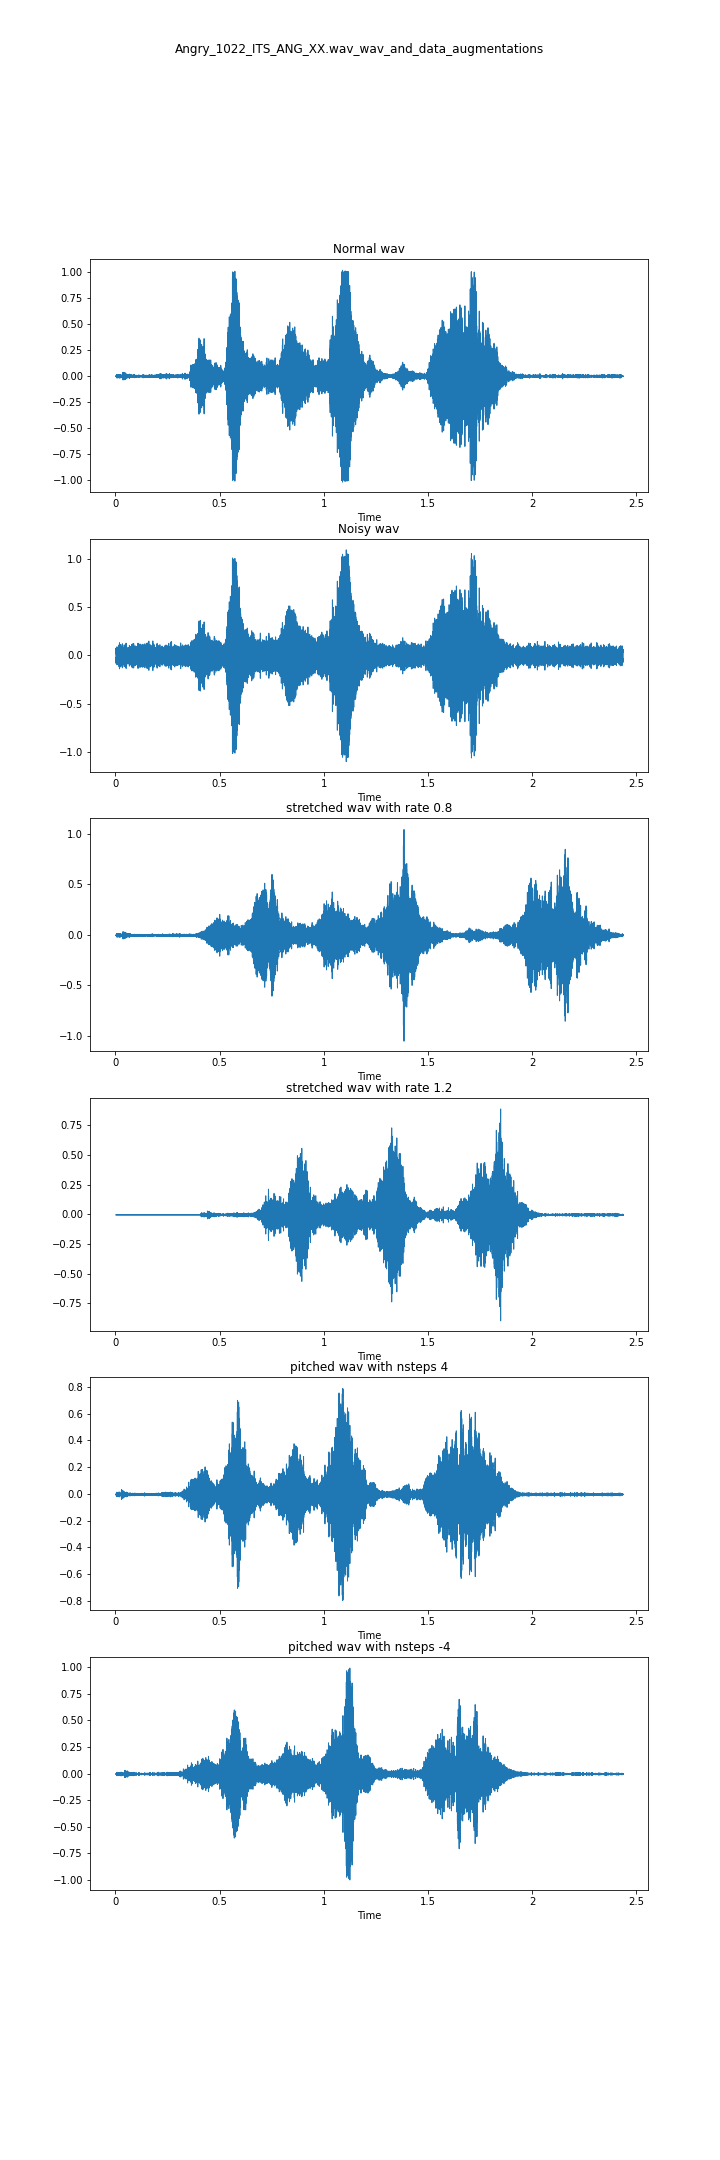 Angry_1022_ITS_ANG_XX.wav_wav_and_data_augmentations
Normal wav
1.00
0.75
0.50
0.25
0.00
−0.25
−0.50
−0.75
−1.00
0 0.5 1 1.5 2 2.5
Time
Noisy wav
1.0
0.5
0.0
−0.5
−1.0
0 0.5 1 1.5 2 2.5
Time
stretched wav with rate 0.8
1.0
0.5
0.0
−0.5
−1.0
0 0.5 1 1.5 2 2.5
Time
stretched wav with rate 1.2
0.75
0.50
0.25
0.00
−0.25
−0.50
−0.75
0 0.5 1 1.5 2 2.5
Time
pitched wav with nsteps 4
0.8
0.6
0.4
0.2
0.0
−0.2
−0.4
−0.6
−0.8
0 0.5 1 1.5 2 2.5
Time
pitched wav with nsteps -4
1.00
0.75
0.50
0.25
0.00
−0.25
−0.50
−0.75
−1.00
0 0.5 1 1.5 2 2.5
Time